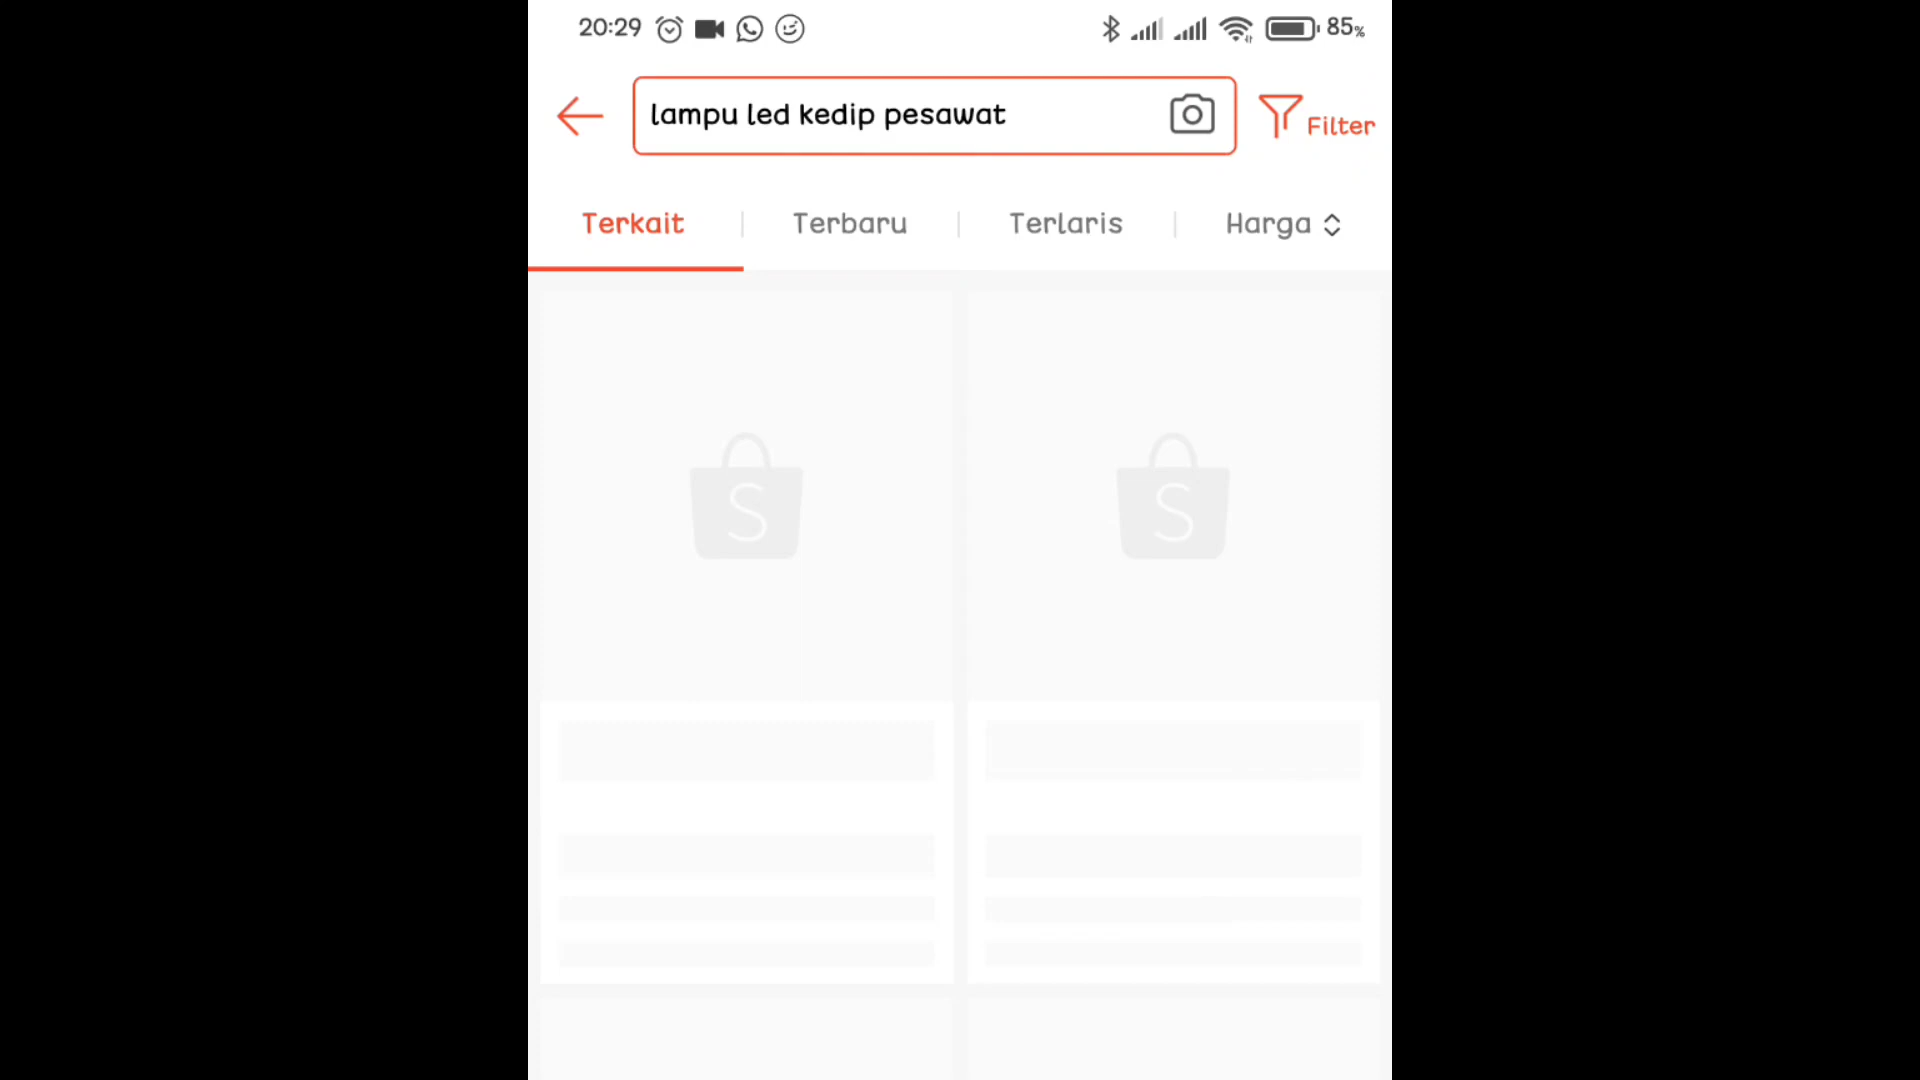 20:29 85%
lampu led kedip pesawat Filter
Terkait Terbaru Terlaris Harga
S S